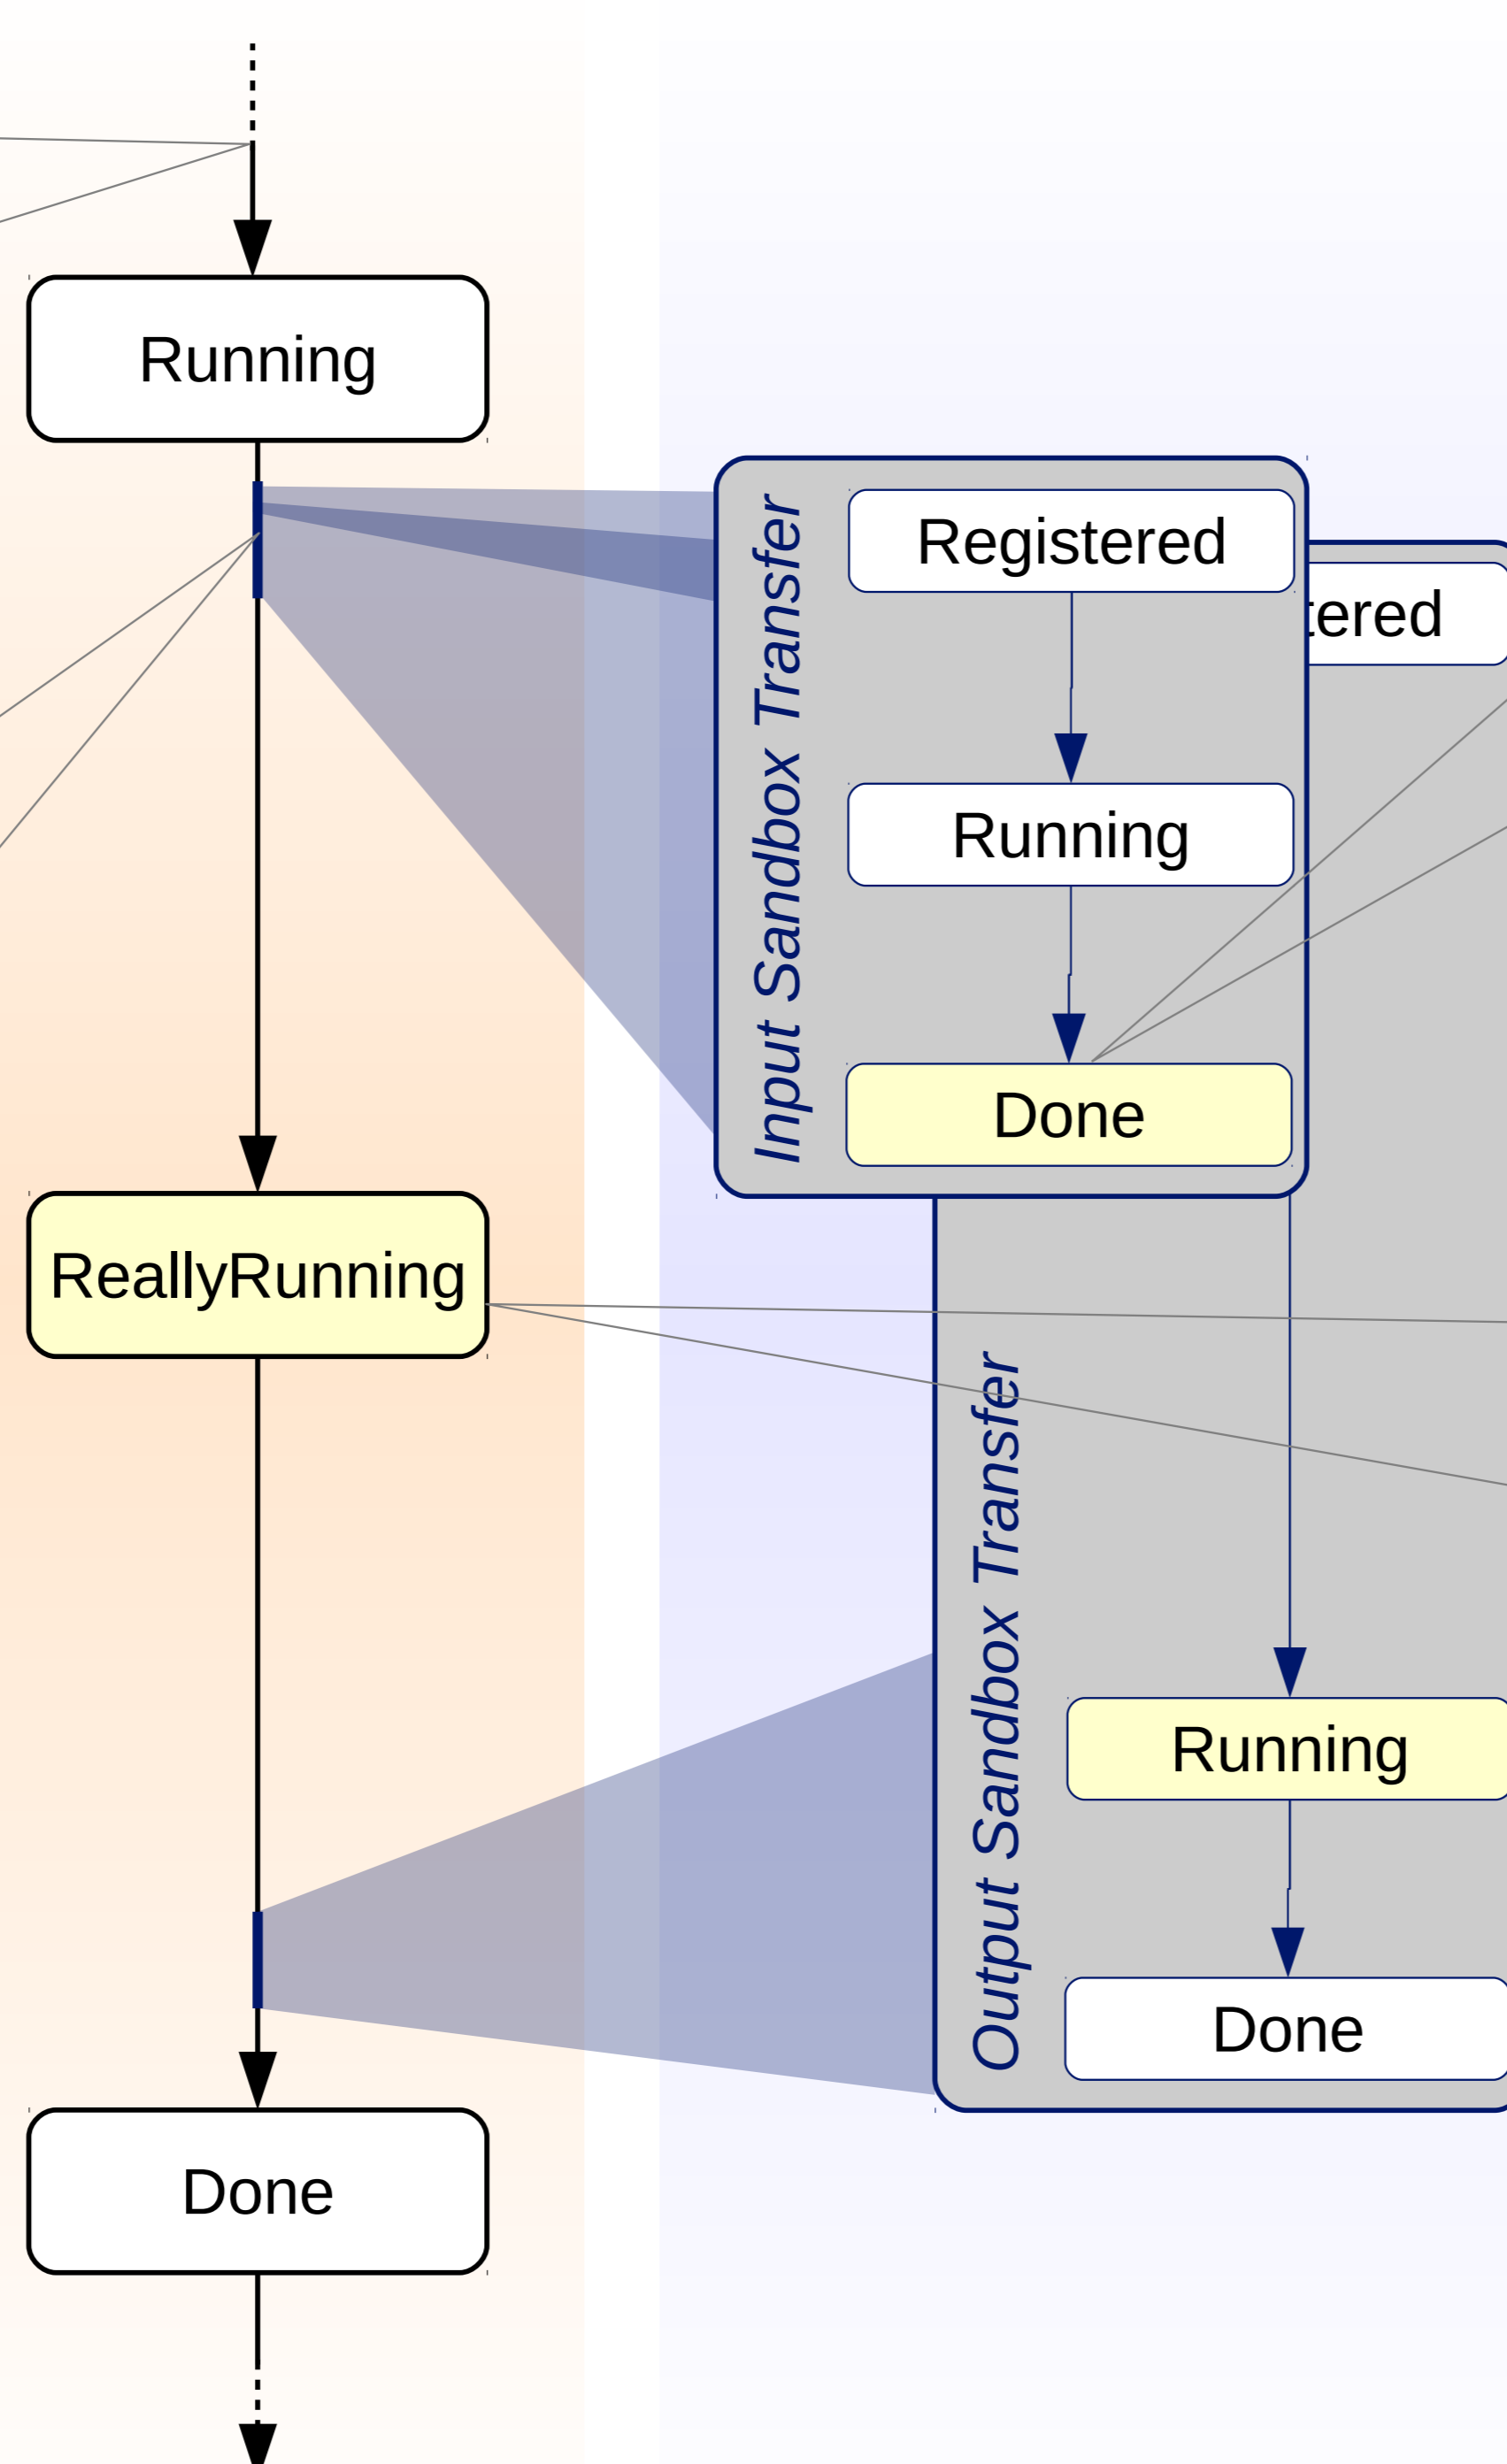 Running
ReallyRunning
Done
Input Sandbox Transfer
Registered
Running
Done
tered
Output Sandbox Transfer
Running
Done